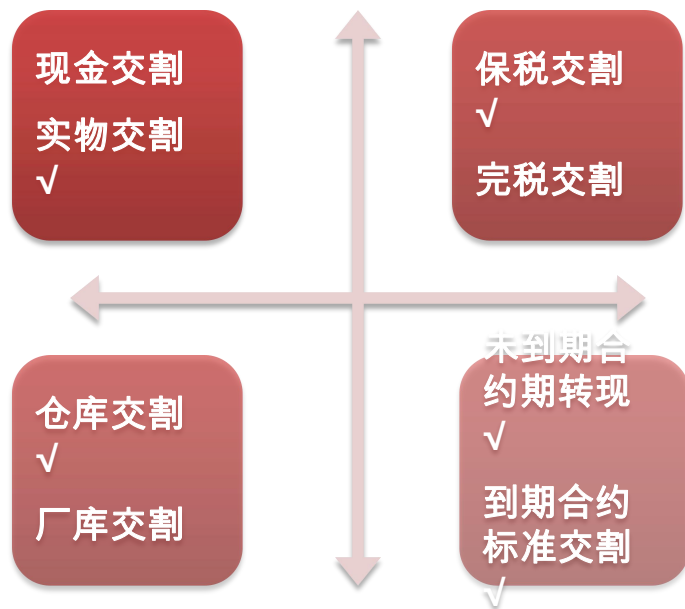 现金交割
实物交割
√
保税交割
√
完税交割
仓库交割
√
厂库交割
未到期合
约期转现
√
到期合约
标准交割
√